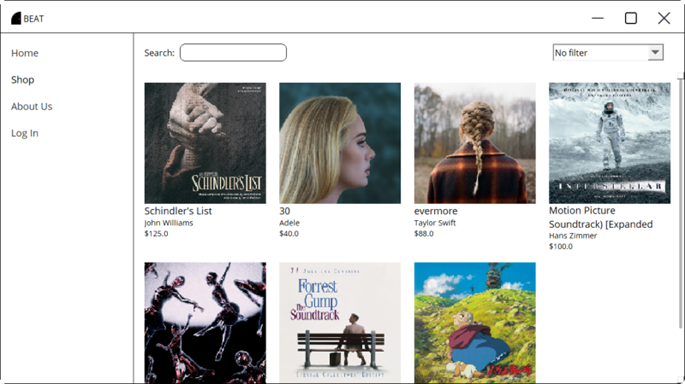 BEAT
Home
Shop
About Us
Log In
Search:
No filter
SCHINDLER'S LIST
Schindler's List
John Williams
$125.0
30
Adele
$40.0
evermore
Taylor Swift
$88.0
INTERSTELLAR
Motion Picture
Soundtrack) [Expanded
Hans Zimmer
$100.0
Forrest
Gump
The
Soundtrack